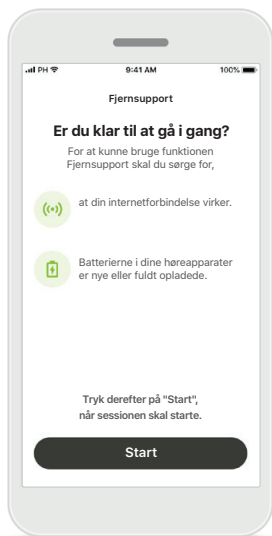 PH 9:41 AM 100%
Fjernsupport
Er du klar til at gå i gang?
For at kunne bruge funktionen
Fjernsupport skal du sørge for,
at din internetforbindelse virker.
Batterierne i dine høreapparater
er nye eller fuldt opladede.
Tryk derefter på "Start",
når sessionen skal starte.
Start